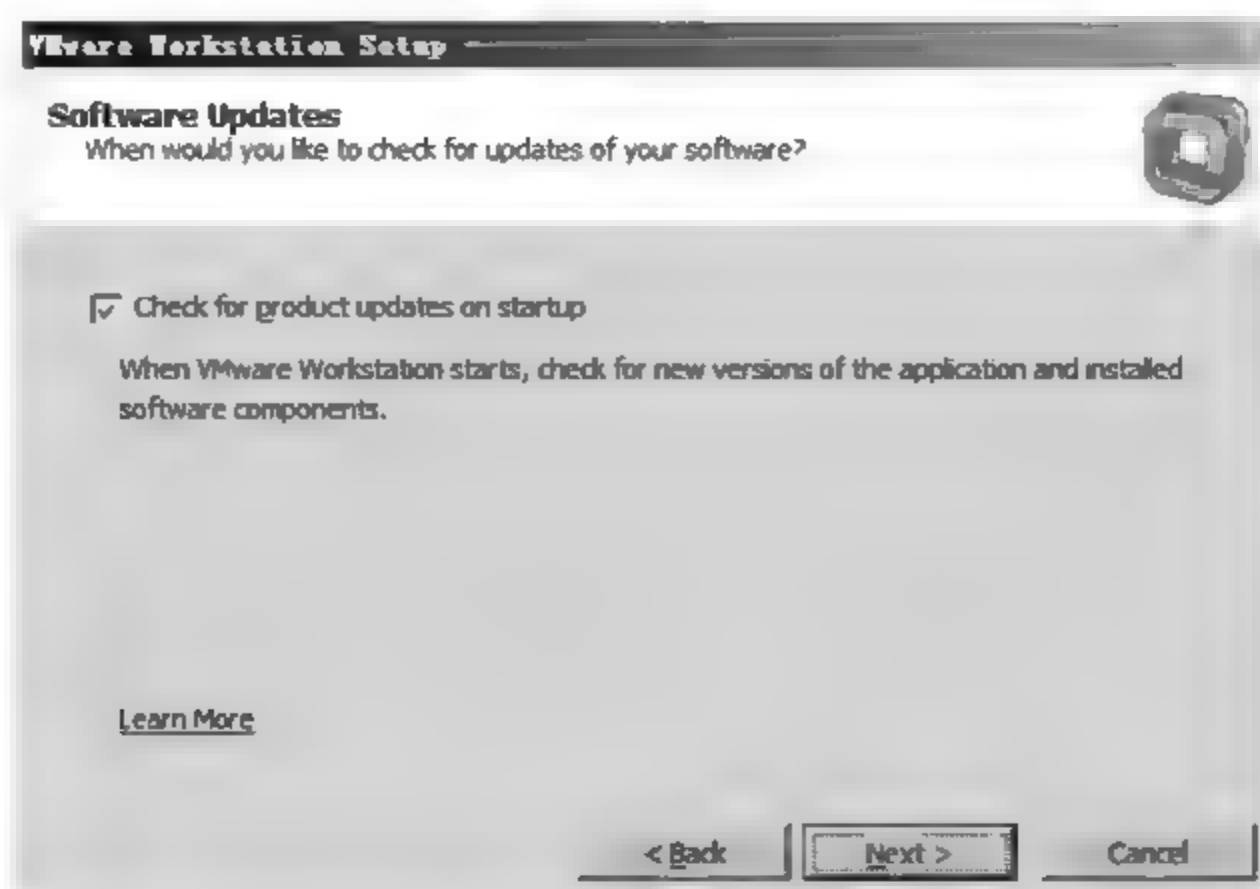 VMware Workstation Setup
Software Updates
When would you like to check for updates of your software?
Check for product updates on startup
When VMware Workstation starts, check for new versions of the application and installed
software components.
Learn More
< Back
Next >
Cancel